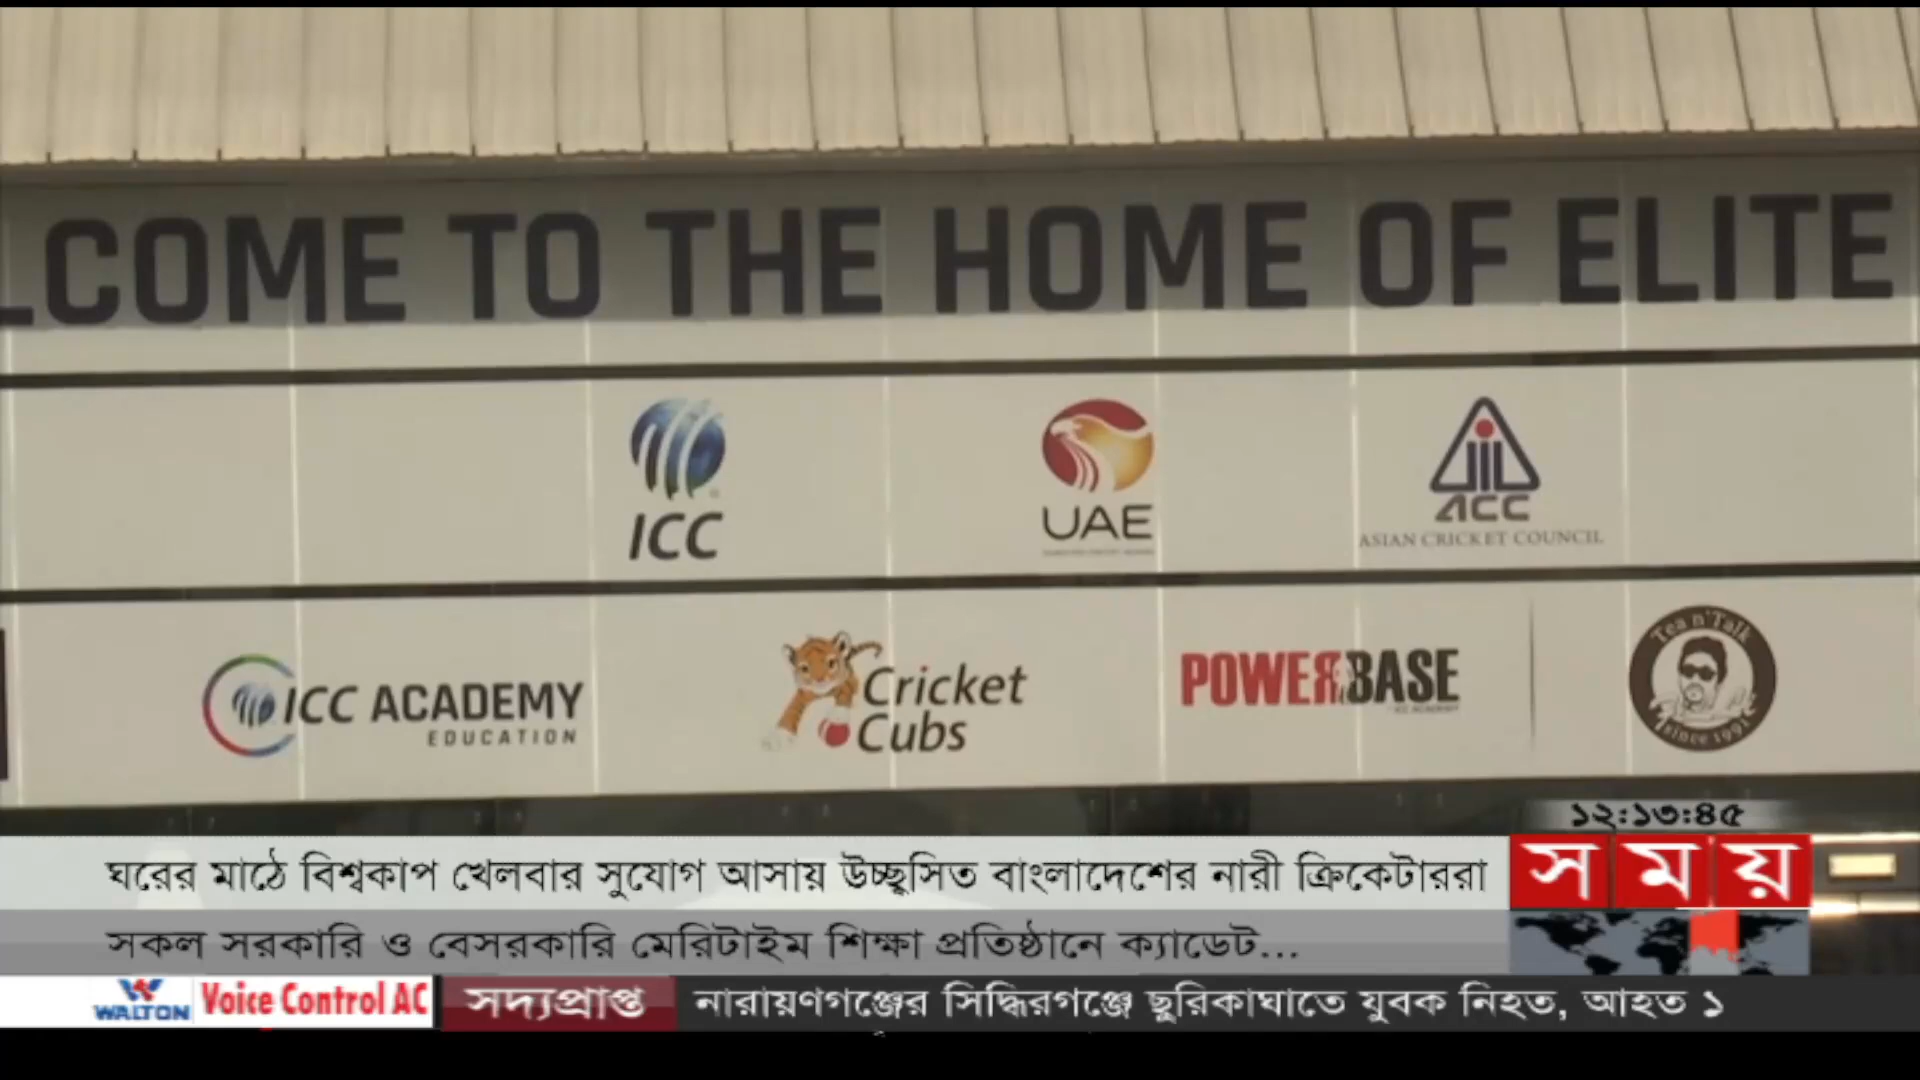 LCOME TO THE HOME OF ELITE
ICC
UAE
ACC
ASIAN CRICKET COUNCIL
ICC ACADEMY
EDUCATION
Cricket
Cubs
POWERBASE
Tea n' Talk
since 1991
১২:১৩:৪৫
ঘরের মাঠে বিশ্বকাপ খেলবার সুযোগ আসায় উচ্ছ্বসিত বাংলাদেশের নারী ক্রিকেটাররা
সময়
সকল সরকারি ও বেসরকারি মেরিটাইম শিক্ষা প্রতিষ্ঠানে ক্যাডেট...
WALTON Voice Control AC সদ্যপ্রাপ্ত নারায়ণগঞ্জের সিদ্ধিরগঞ্জে ছুরিকাঘাতে যুবক নিহত, আহত ১